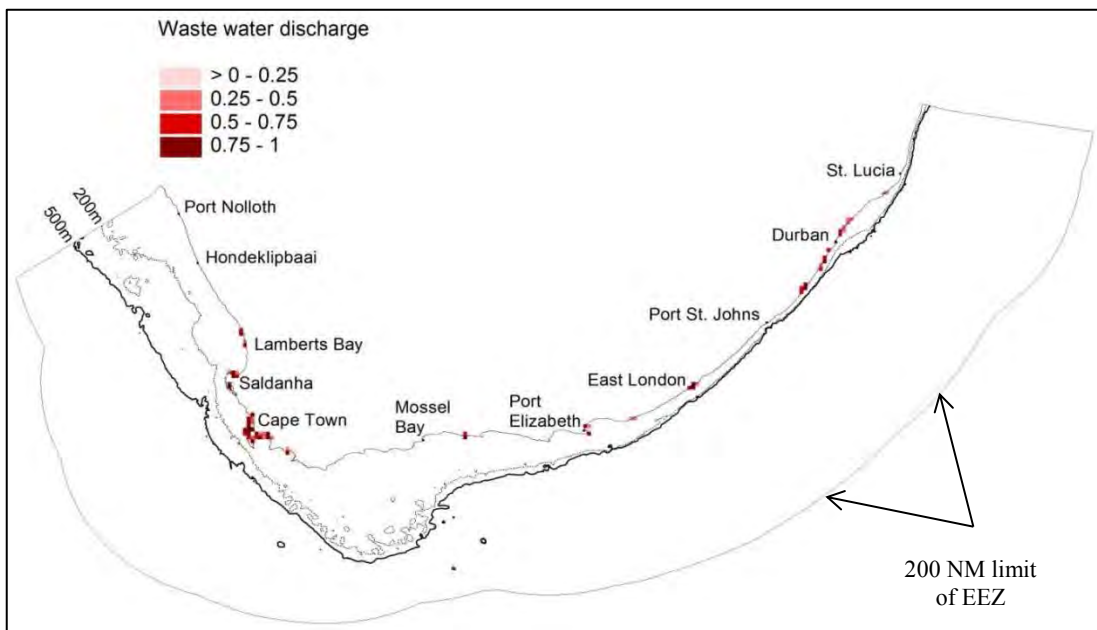 Waste water discharge
> 0 - 0.25
0.25 - 0.5
0.5 - 0.75
0.75 - 1
200m
500m
Port Nolloth
Hondeklipbaai
Lamberts Bay
Saldanha
Cape Town
Mossel
Bay
Port
Elizabeth
East London
Port St. Johns
Durban
St. Lucia
200 NM limit
of EEZ